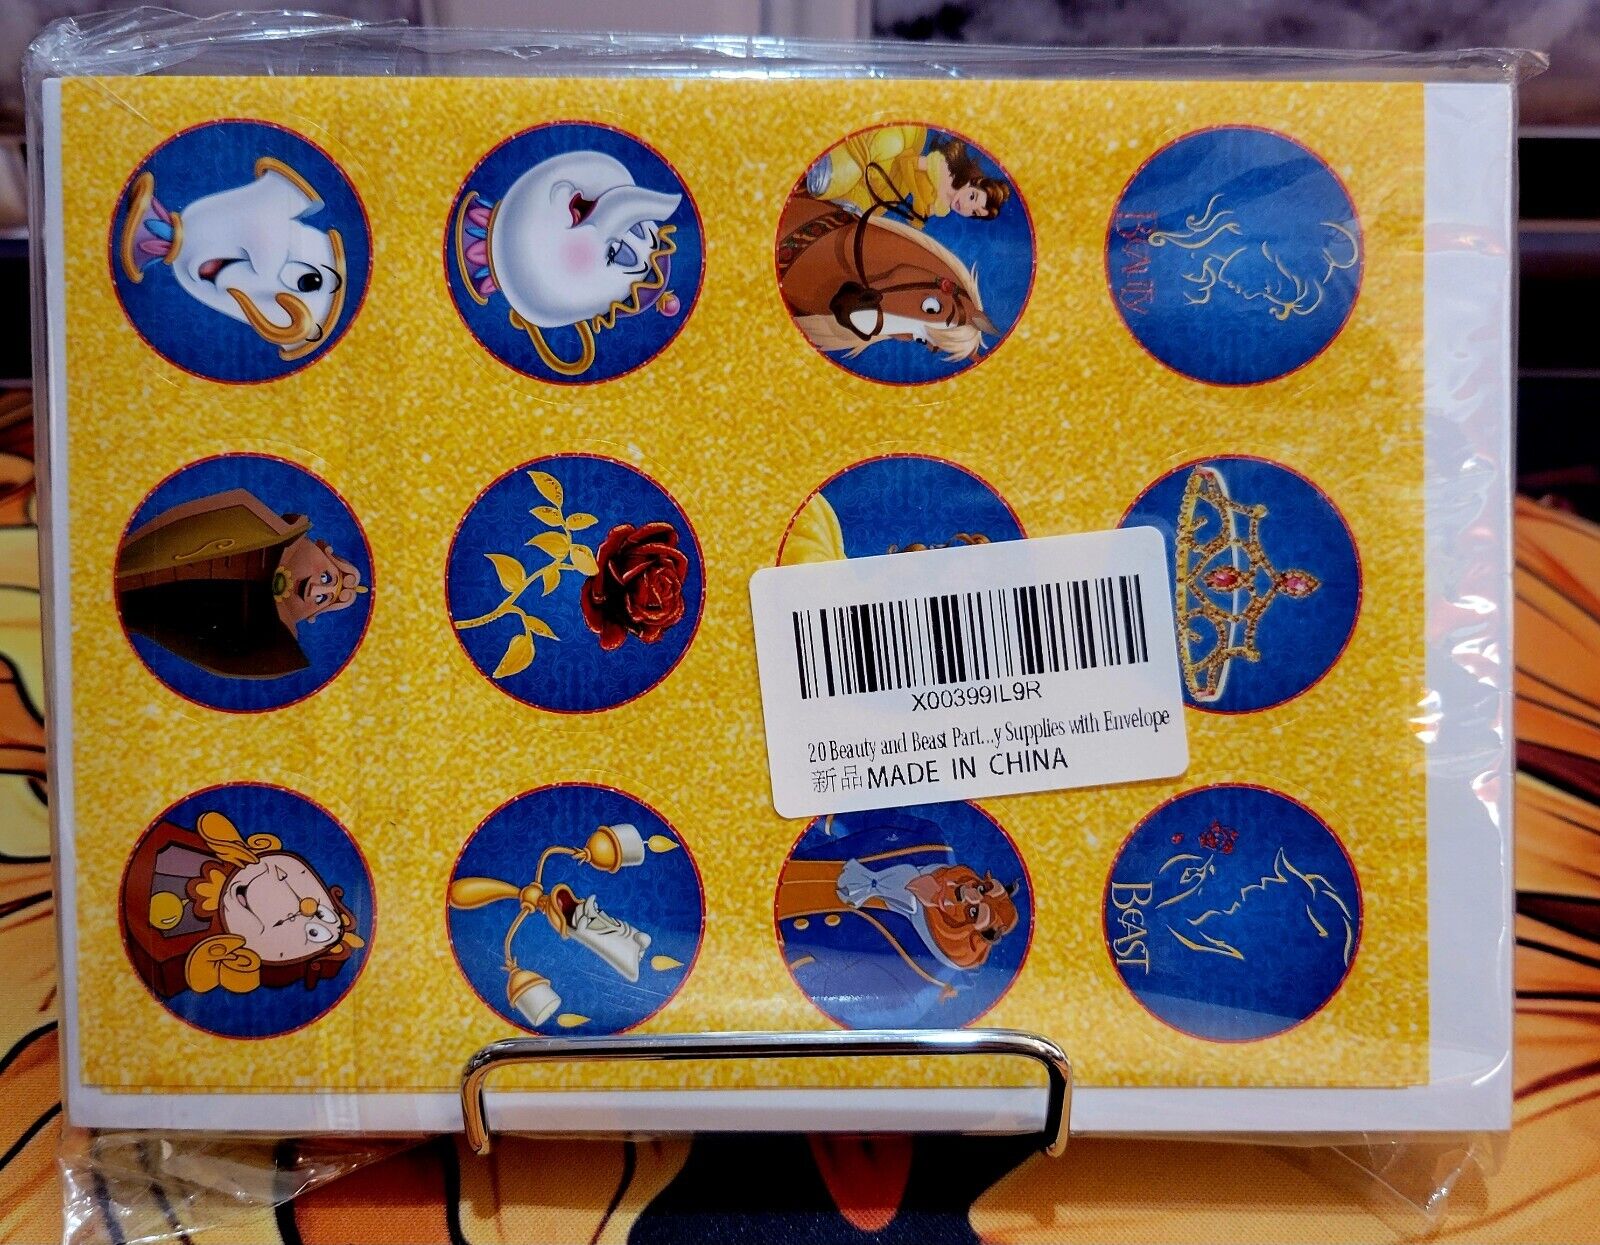 BEAUTY
X00399IL9R
20 Beauty and Beast Part...y Supplies with Envelope
新品MADE IN CHINA
BEAST